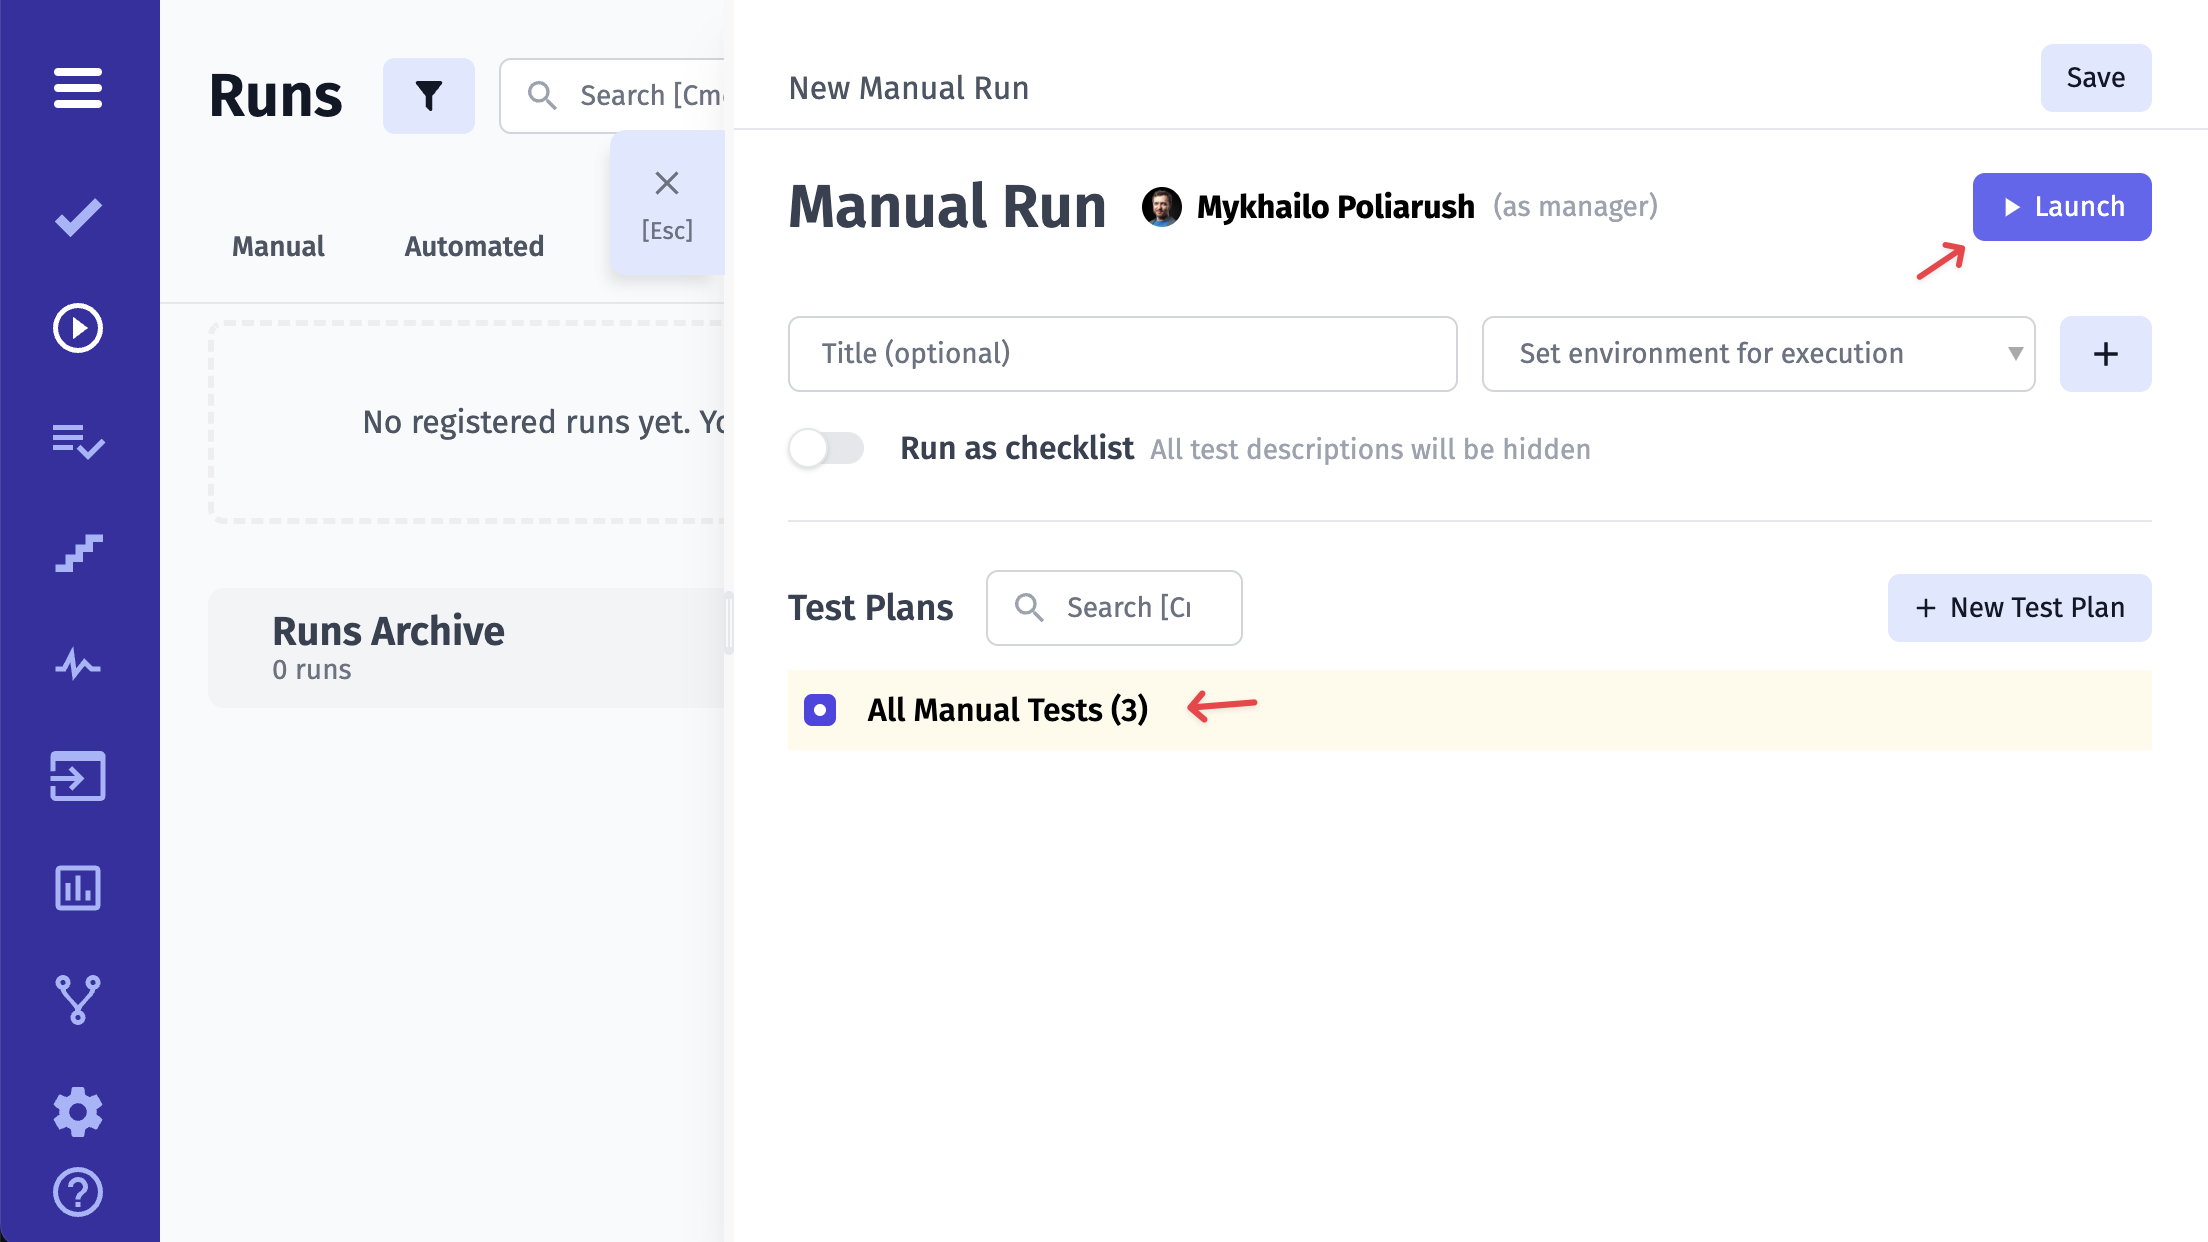 Runs
Search [Cm
[Esc]
Manual
Automated
No registered runs yet.
Runs Archive
0 runs
New Manual Run
Save
Manual Run
Mykhailo Poliarush (as manager)
Launch
Title (optional)
Set environment for execution
+
Run as checklist All test descriptions will be hidden
Test Plans
Search [C
+ New Test Plan
All Manual Tests (3)